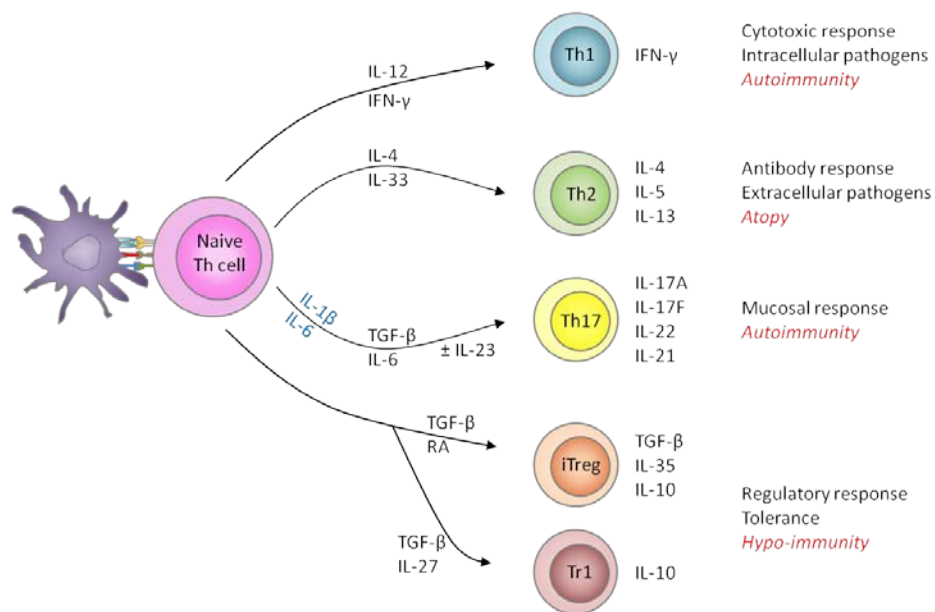 IL-12
IFN-γ
Th1
IFN-γ
Cytotoxic response
Intracellular pathogens
Autoimmunity
IL-4
IL-33
Th2
IL-4
IL-5
IL-13
Antibody response
Extracellular pathogens
Atopy
Naive
Th cell
IL-1β
IL-6
TGF-β
IL-6
± IL-23
Th17
IL-17A
IL-17F
IL-22
IL-21
Mucosal response
Autoimmunity
TGF-β
RA
iTreg
TGF-β
IL-35
IL-10
TGF-β
IL-27
Tr1
IL-10
Regulatory response
Tolerance
Hypo-immunity